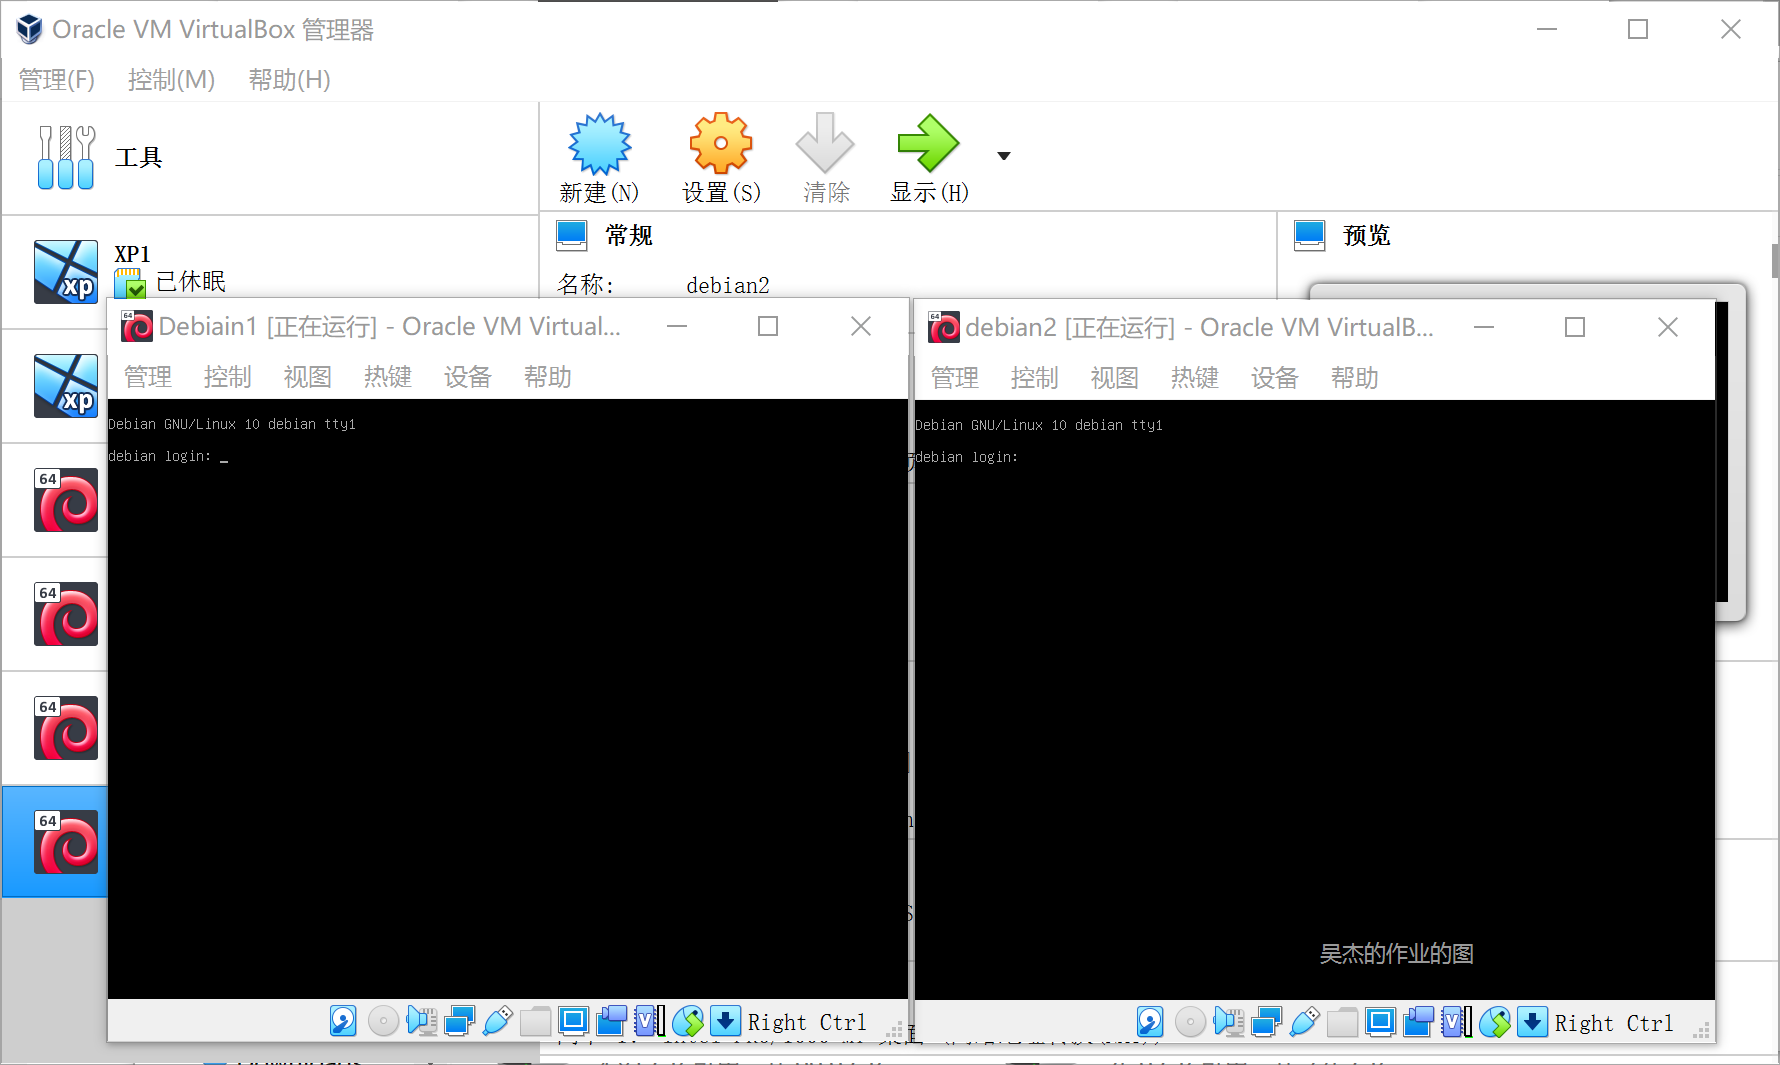 Oracle VM VirtualBox 管理器
管理(F) 控制(M) 帮助(H)
工具
新建(N) 设置(S) 清除 显示(H)
常规
预览
XP1
已休眠
名称: debian2
xp
Debiain1 [正在运行] - Oracle VM Virtual...
管理 控制 视图 热键 设备 帮助
Debian GNU/Linux 10 debian tty1
debian login: _
Right Ctrl
debian2 [正在运行] - Oracle VM VirtualB...
管理 控制 视图 热键 设备 帮助
Debian GNU/Linux 10 debian tty1
debian login:
吴杰的作业的图
Right Ctrl
xp
64
64
64
64
64
64